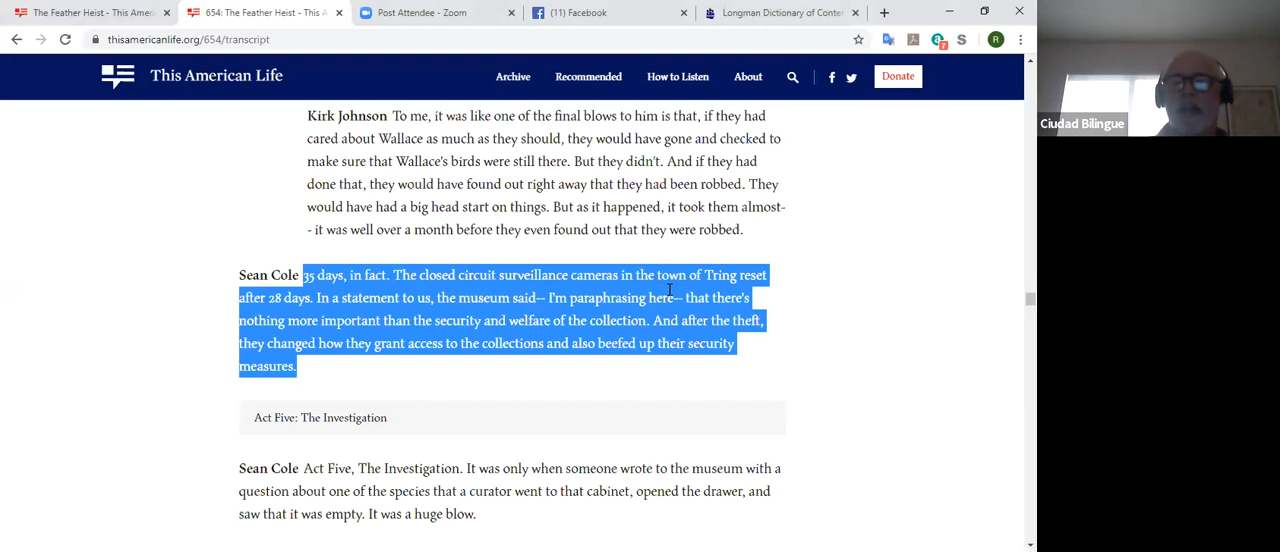 The Feather Heist - This Ameri
654: The Feather Heist - This A
Post Attendee - Zoom
(11) Facebook
Longman Dictionary of Conter
thisamericanlife.org/654/transcript
7
S
R
This American Life
Archive
Recommended
How to Listen
About
Donate
Ciudad Bilingue
Kirk Johnson To me, it was like one of the final blows to him is that, if they had
cared about Wallace as much as they should, they would have gone and checked to
make sure that Wallace's birds were still there. But they didn't. And if they had
done that, they would have found out right away that they had been robbed. They
would have had a big head start on things. But as it happened, it took them almost-
- it was well over a month before they even found out that they were robbed.
Sean Cole 35 days, in fact. The closed circuit surveillance cameras in the town of Tring reset
after 28 days. In a statement to us, the museum said-- I'm paraphrasing here-- that there's
nothing more important than the security and welfare of the collection. And after the theft,
they changed how they grant access to the collections and also beefed up their security
measures.
Act Five: The Investigation
Sean Cole Act Five, The Investigation. It was only when someone wrote to the museum with a
question about one of the species that a curator went to that cabinet, opened the drawer, and
saw that it was empty. It was a huge blow.